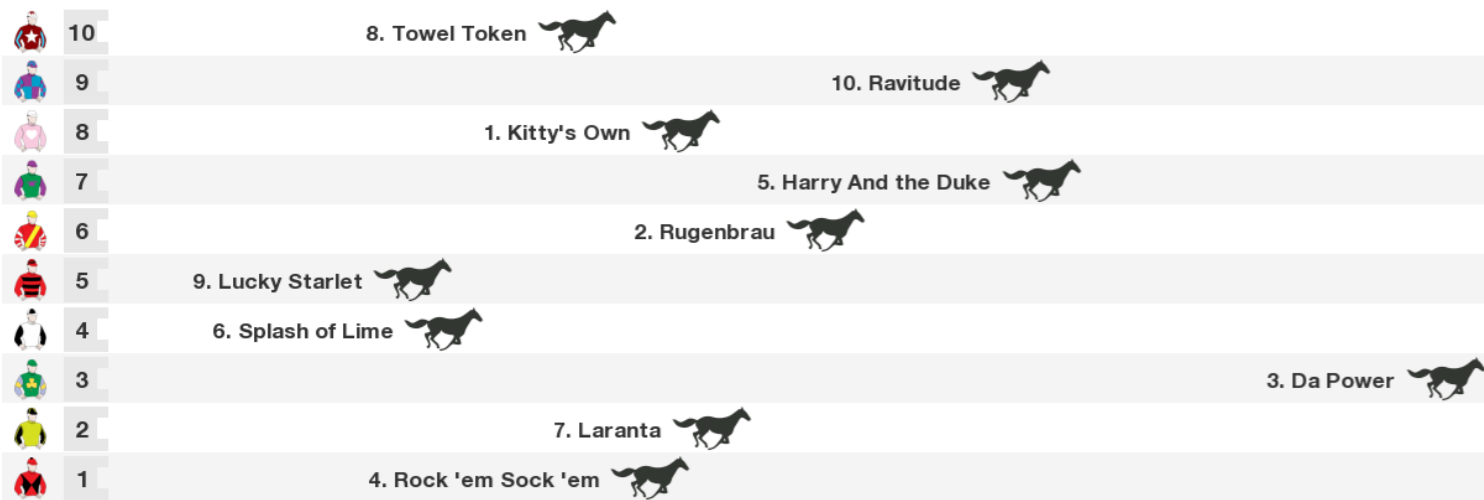 10 8. Towel Token
9 10. Ravitude
8 1. Kitty's Own
7 5. Harry And the Duke
6 2. Rugenbrau
5 9. Lucky Starlet
4 6. Splash of Lime
3 3. Da Power
2 7. Laranta
1 4. Rock 'em Sock 'em